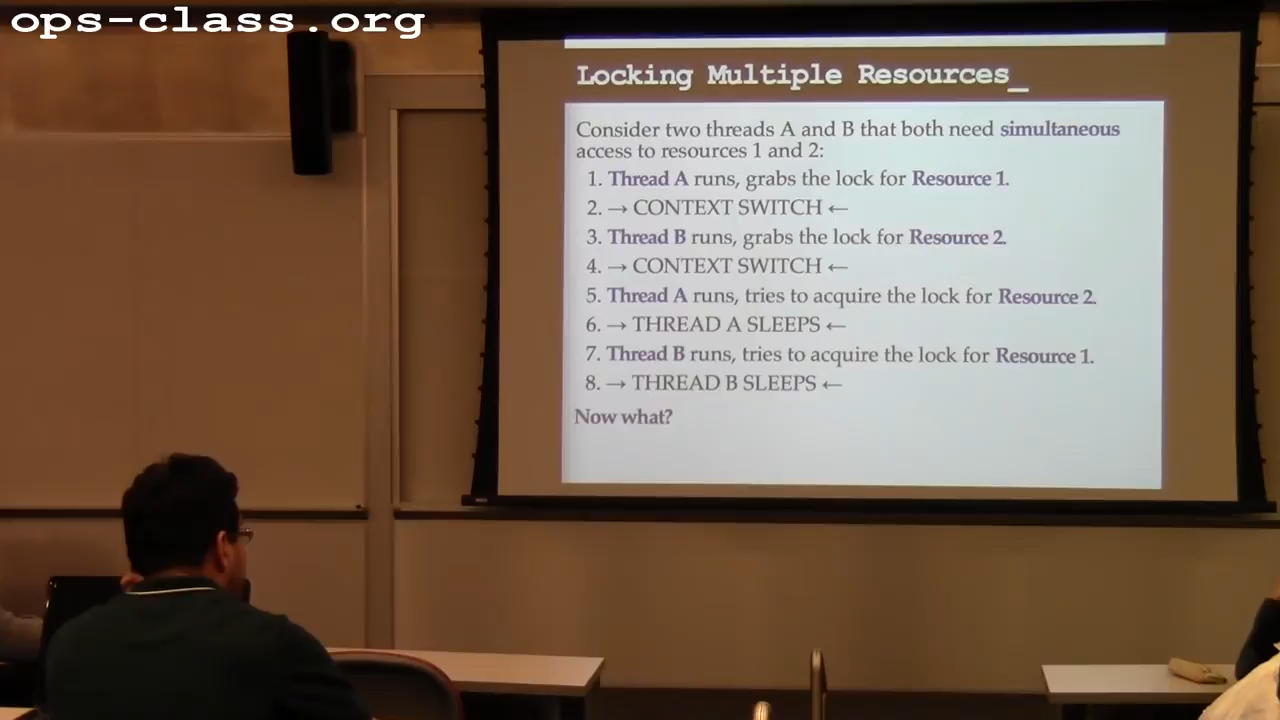 ops-class.org
Locking Multiple Resources_
Consider two threads A and B that both need simultaneous
access to resources 1 and 2:
1. Thread A runs, grabs the lock for Resource 1.
2. → CONTEXT SWITCH ←
3. Thread B runs, grabs the lock for Resource 2.
4. → CONTEXT SWITCH ←
5. Thread A runs, tries to acquire the lock for Resource 2.
6. → THREAD A SLEEPS ←
7. Thread B runs, tries to acquire the lock for Resource 1.
8. → THREAD B SLEEPS ←
Now what?